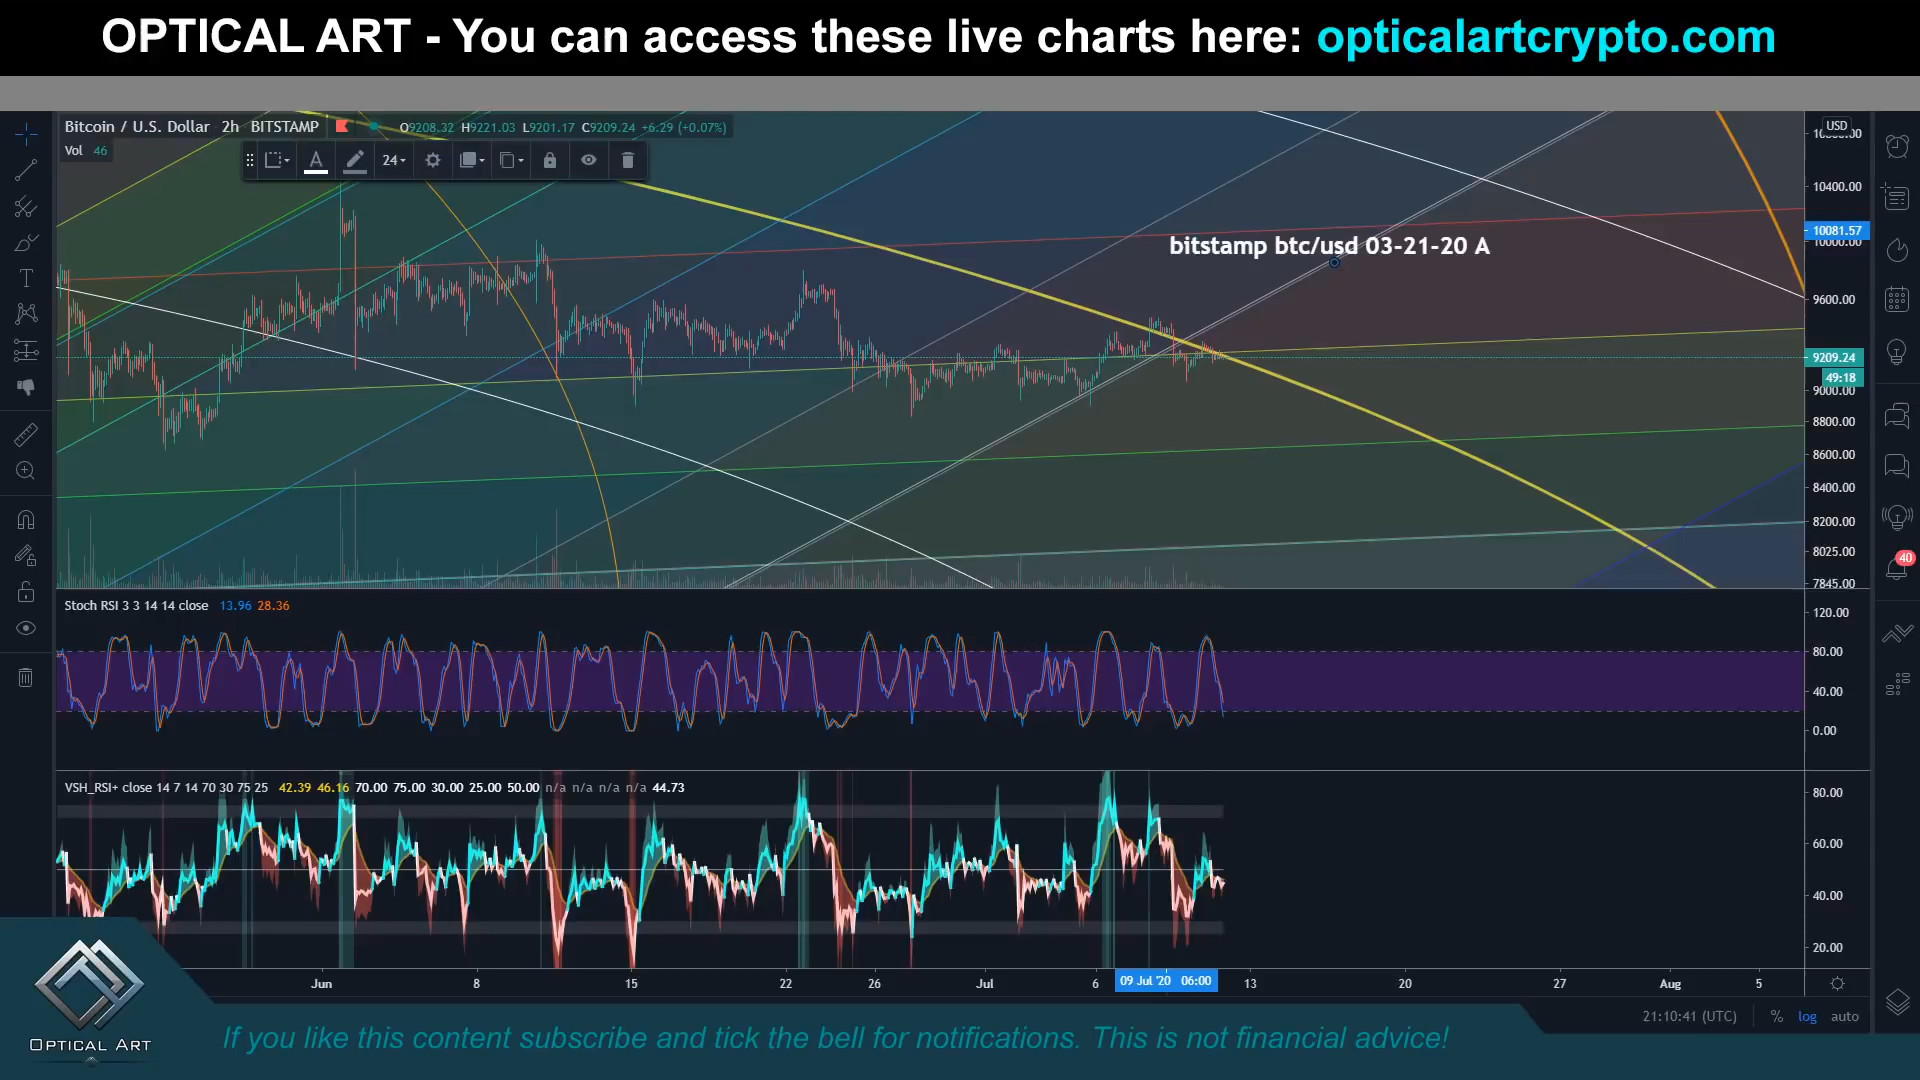 OPTICAL ART - You can access these live charts here: opticalartcrypto.com
Bitcoin / U.S. Dollar 2h BITSTAMP O9208.32 H9221.03 L9201.17 C9209.24 +6.29 (+0.07%)
Vol 46
24
USD
10400.00
10081.57
10000.00
bitstamp btc/usd 03-21-20 A
9600.00
9209.24
49:18
9000.00
8800.00
8600.00
8400.00
8200.00
8025.00
7845.00
40
Stoch RSI 3 3 14 14 close 13.96 28.36
120.00
80.00
40.00
0.00
VSH_RSI+ close 14 7 14 70 30 75 25 42.39 46.16 70.00 75.00 30.00 25.00 50.00 n/a n/a n/a n/a 44.73
80.00
60.00
40.00
20.00
Jun 8 15 22 26 Jul 6 09 Jul '20 06:00 13 20 27 Aug 5
21:10:41 (UTC) % log auto
OPTICAL ART
If you like this content subscribe and tick the bell for notifications. This is not financial advice!